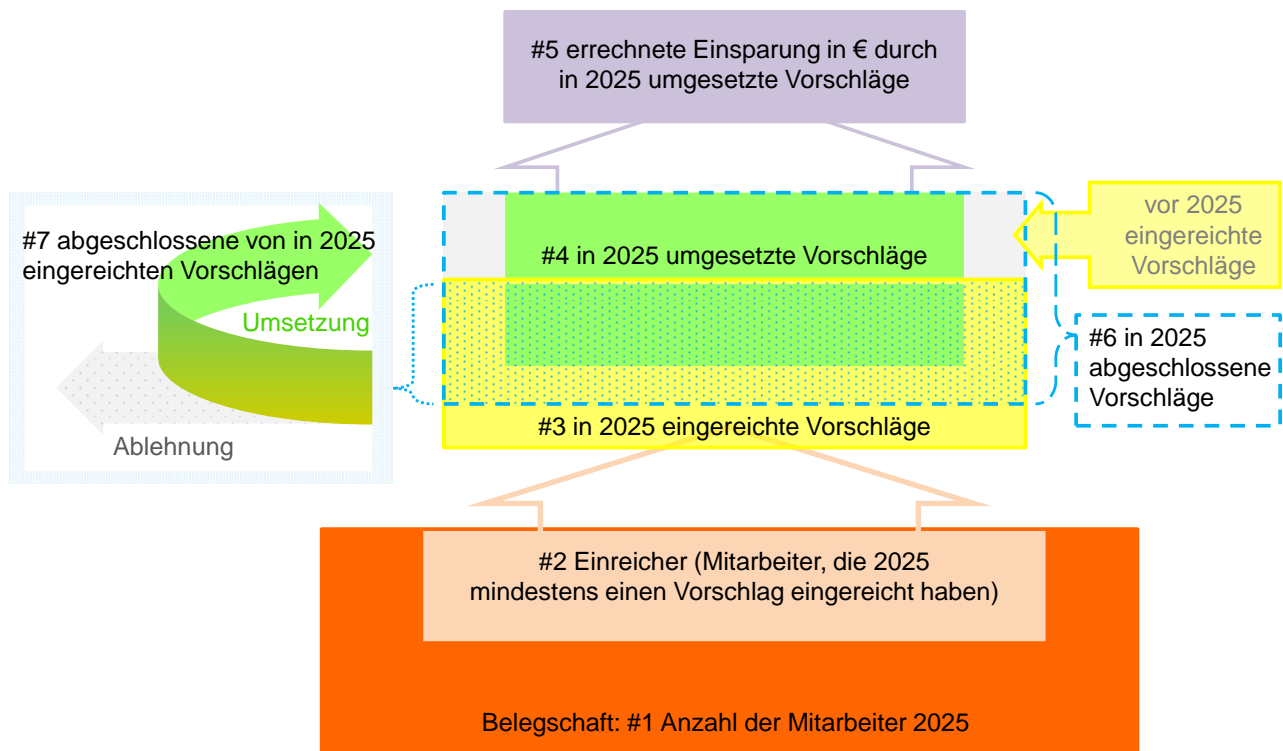 #5 errechnete Einsparung in € durch
in 2025 umgesetzte Vorschläge
#7 abgeschlossene von in 2025
eingereichten Vorschlägen
Umsetzung
Ablehnung
#4 in 2025 umgesetzte Vorschläge
vor 2025
eingereichte
Vorschläge
#6 in 2025
abgeschlossene
Vorschläge
#3 in 2025 eingereichte Vorschläge
#2 Einreicher (Mitarbeiter, die 2025
mindestens einen Vorschlag eingereicht haben)
Belegschaft: #1 Anzahl der Mitarbeiter 2025